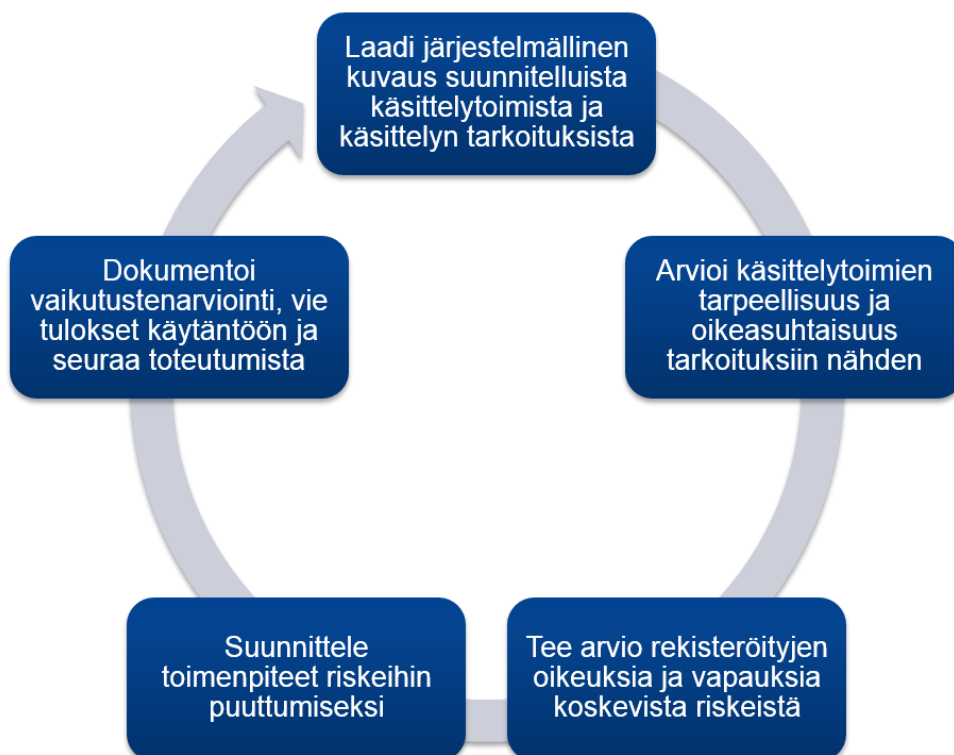 Laadi järjestelmällinen
kuvaus suunnitelluista
käsittelytoimista ja
käsittelyn tarkoituksista
Arvioi käsittelytoimien
tarpeellisuus ja
oikeasuhtaisuus
tarkoituksiin nähden
Tee arvio rekisteröityjen
oikeuksia ja vapauksia
koskevista riskeistä
Suunnittele
toimenpiteet riskeihin
puuttumiseksi
Dokumentoi
vaikutustenarviointi, vie
tulokset käytäntöön ja
seuraa toteutumista